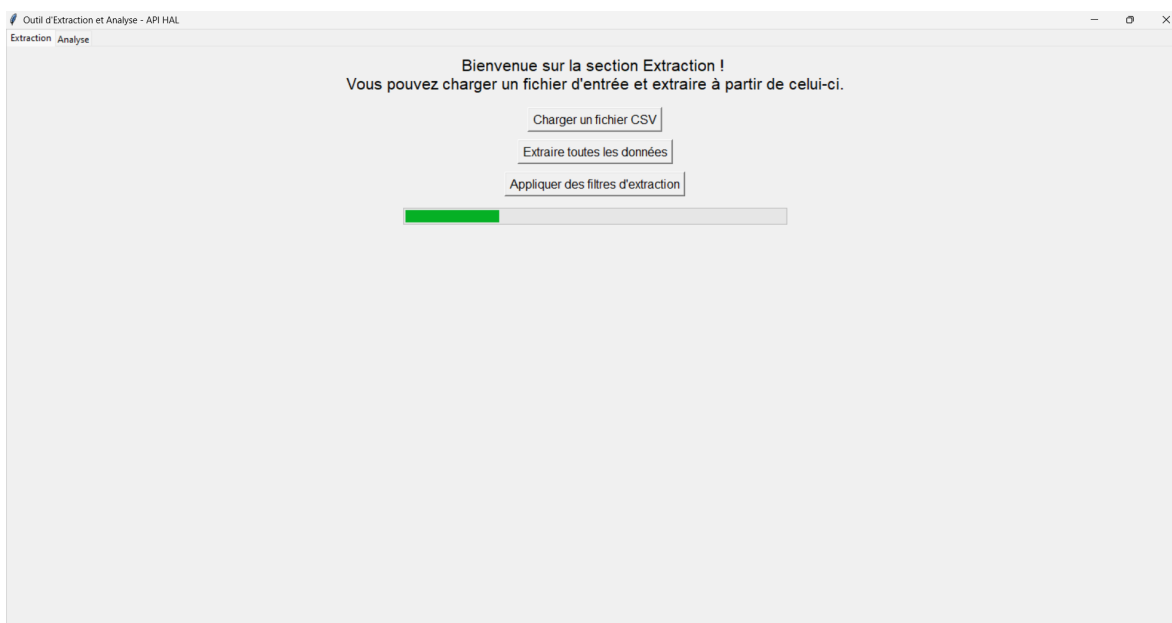 Outil d'Extraction et Analyse - API HAL
Extraction Analyse
Bienvenue sur la section Extraction !
Vous pouvez charger un fichier d'entrée et extraire à partir de celui-ci.
Charger un fichier CSV
Extraire toutes les données
Appliquer des filtres d'extraction